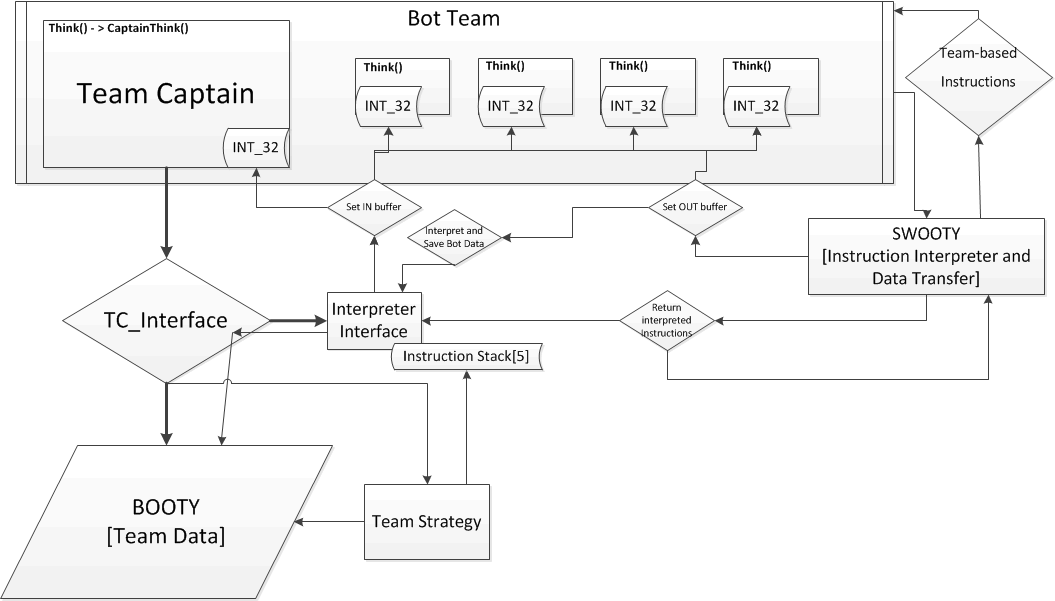 Bot Team
Think() - > CaptainThink()
Team Captain
INT_32
Think()
INT_32
Think()
INT_32
Think()
INT_32
Think()
INT_32
Team-based
Instructions
Set IN buffer
Interpret and
Save Bot Data
Set OUT buffer
SWOOTY
[Instruction Interpreter and
Data Transfer]
TC_Interface
Interpreter
Interface
Return
interpreted
Instructions
Instruction Stack[5]
BOOTY
[Team Data]
Team Strategy